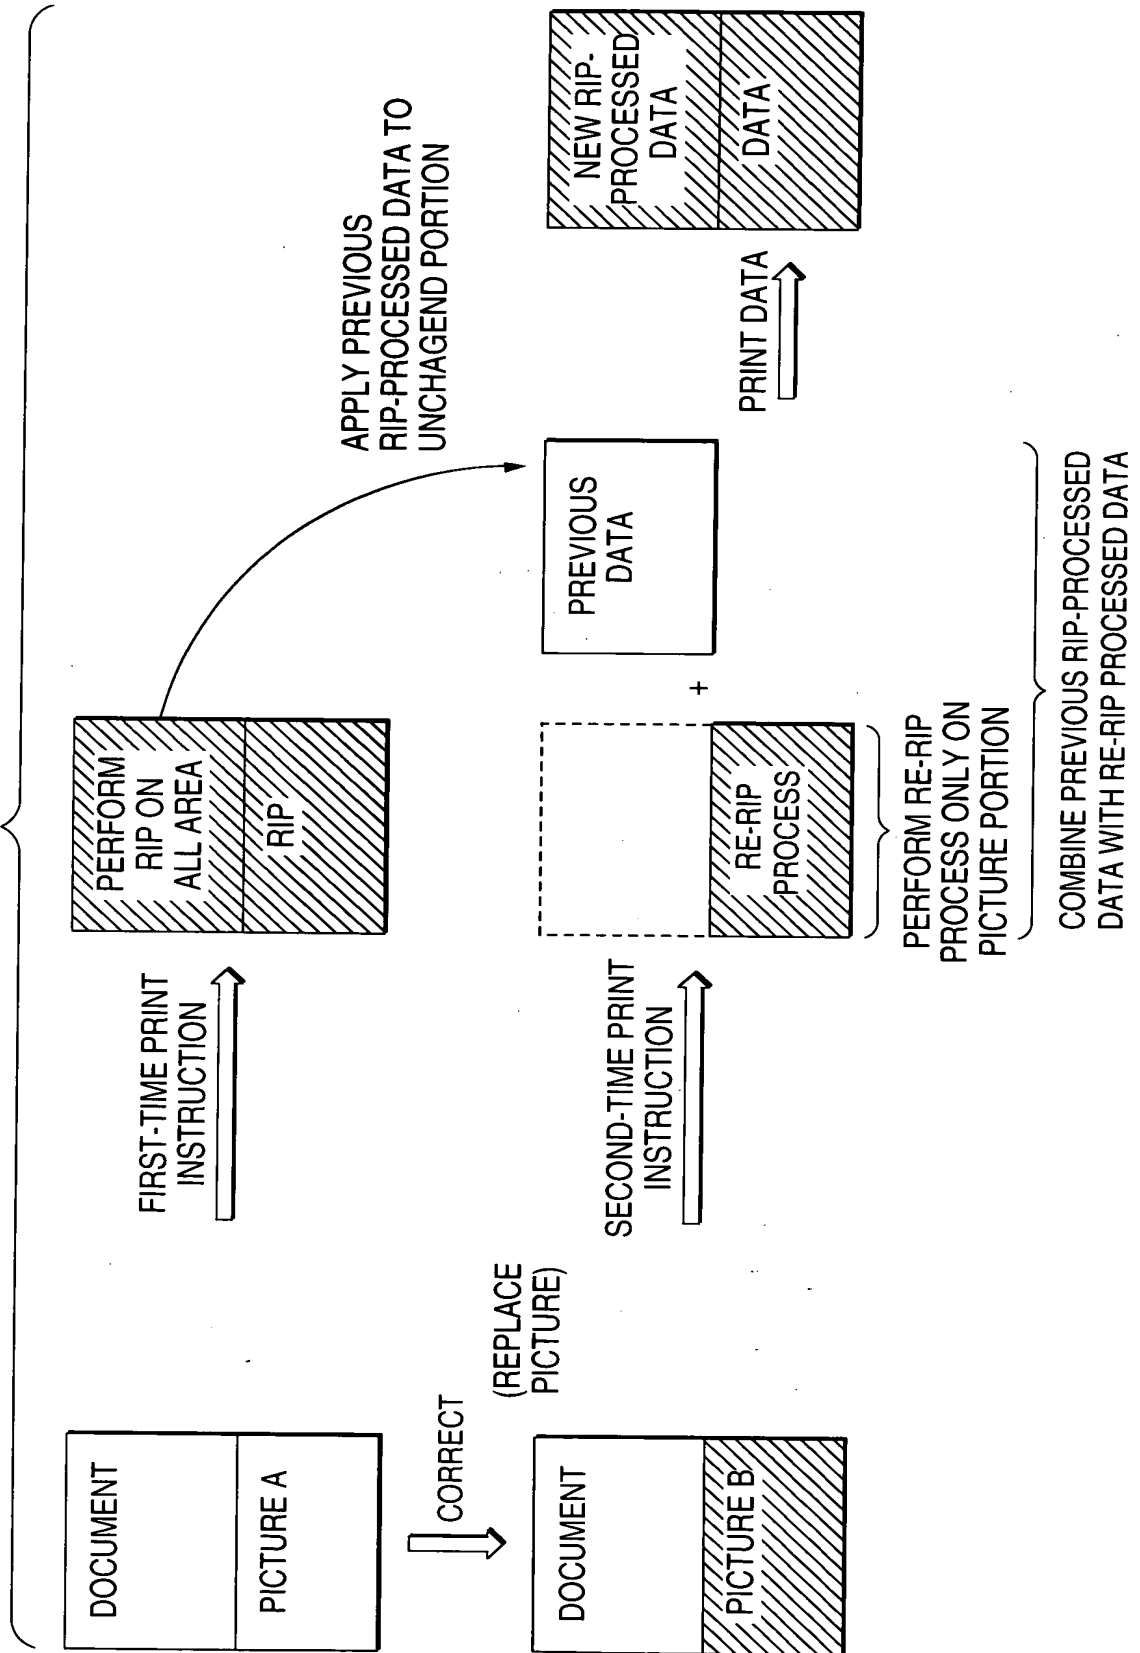 DOCUMENT
PICTURE A
FIRST-TIME PRINT
INSTRUCTION
PERFORM
RIP ON
ALL AREA
RIP
APPLY PREVIOUS
RIP-PROCESSED DATA TO
UNCHAGEND PORTION
CORRECT
(REPLACE
PICTURE)
DOCUMENT
PICTURE B
SECOND-TIME PRINT
INSTRUCTION
RE-RIP
PROCESS
+
PREVIOUS
DATA
PRINT DATA
NEW RIP-
PROCESSED
DATA
DATA
PERFORM RE-RIP
PROCESS ONLY ON
PICTURE PORTION
COMBINE PREVIOUS RIP-PROCESSED
DATA WITH RE-RIP PROCESSED DATA